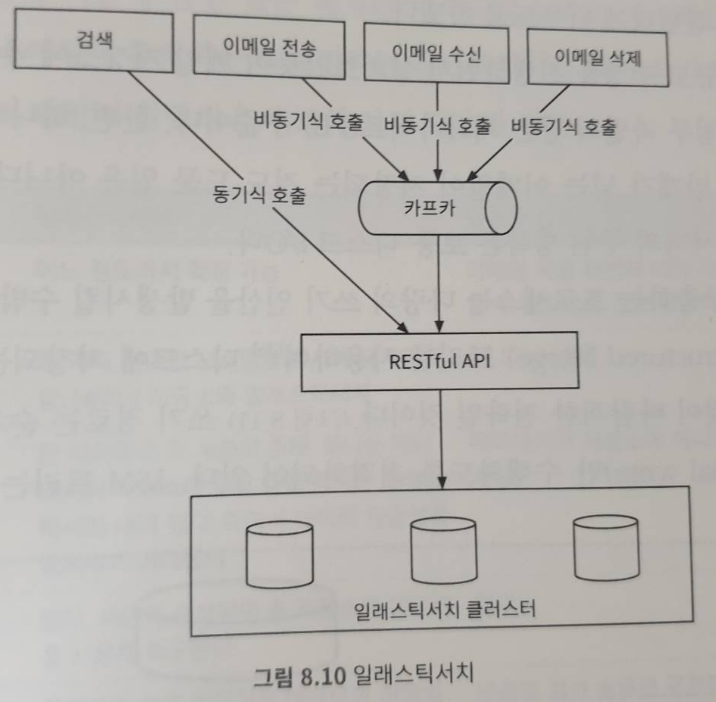 검색
이메일 전송
이메일 수신
이메일 삭제
비동기식 호출
비동기식 호출
비동기식 호출
동기식 호출
카프카
RESTful API
일래스틱서치 클러스터
그림 8.10 일래스틱서치